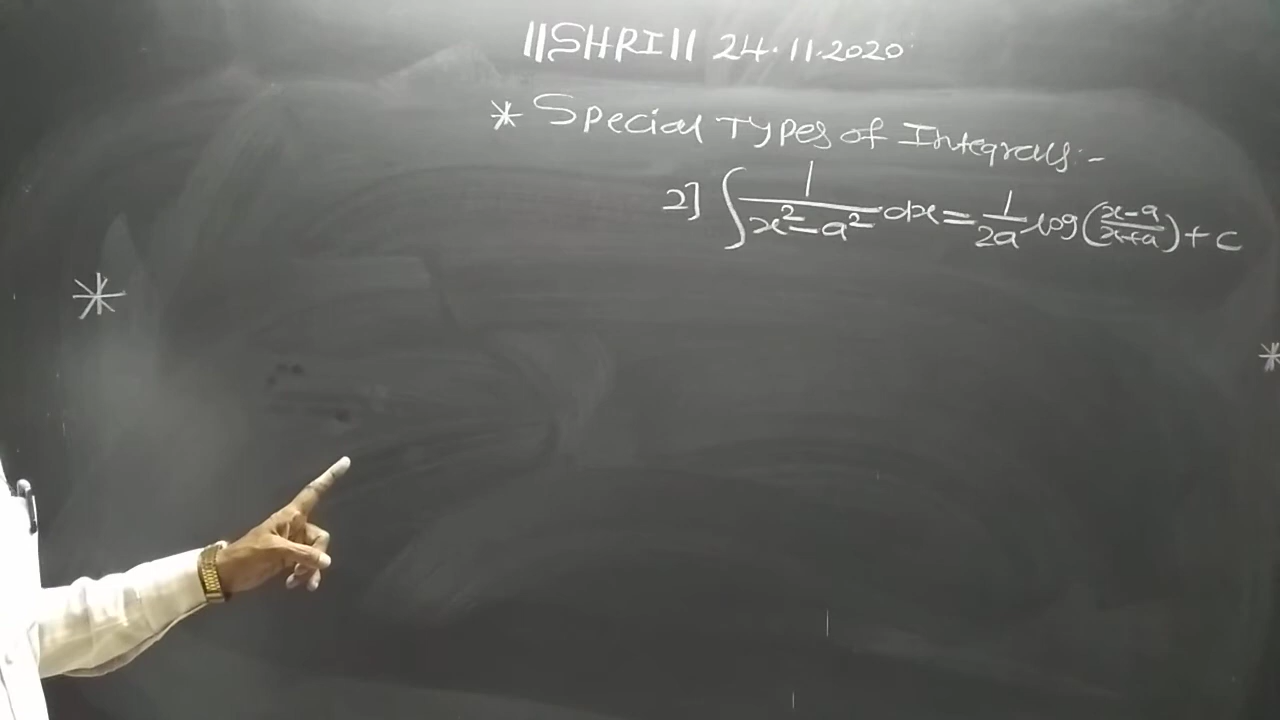 ||SHRI|| 24.11.2020
* Special Types of Integrals:-
2] ∫ 1/(x²-a²) dx = 1/2a log((x-a)/(x+a)) + c
*
*